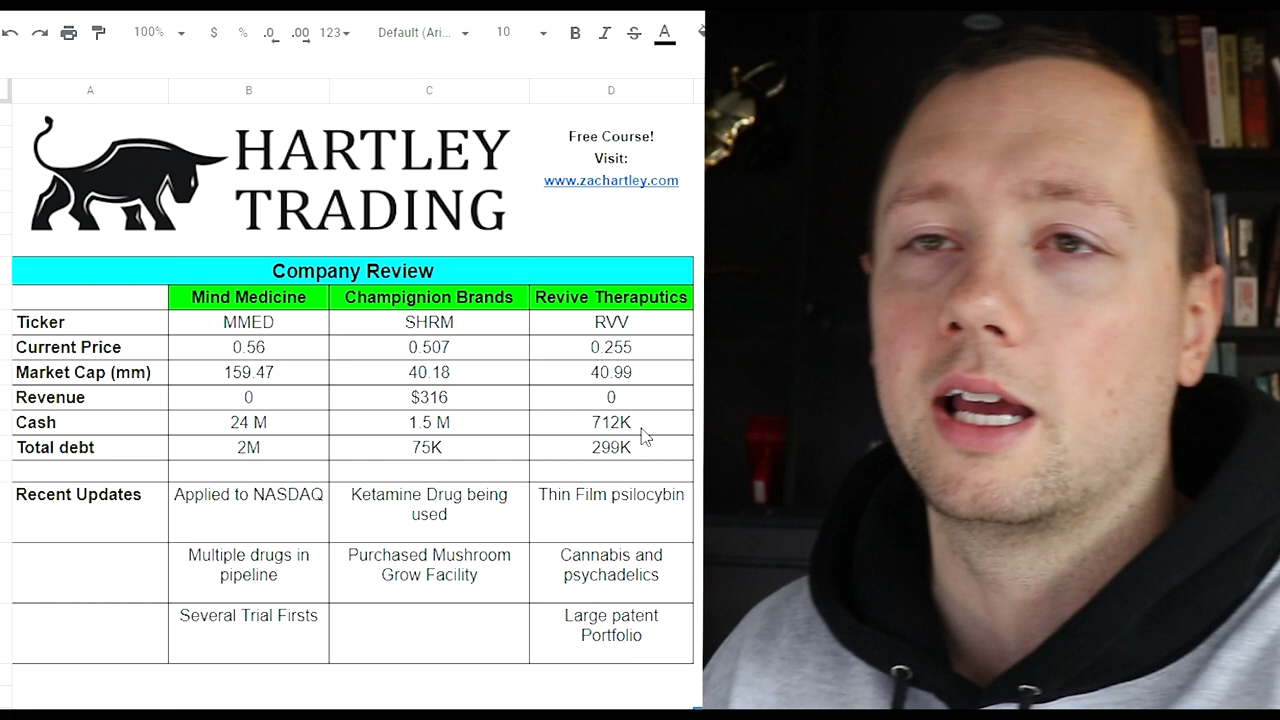 100% $ % .0 .00 123 Default (Ari... 10 B I S A
A B C D
HARTLEY
TRADING
Free Course!
Visit:
www.zachartley.com
Company Review
Mind Medicine Champignion Brands Revive Theraputics
Ticker MMED SHRM RVV
Current Price 0.56 0.507 0.255
Market Cap (mm) 159.47 40.18 40.99
Revenue 0 $316 0
Cash 24 M 1.5 M 712K
Total debt 2M 75K 299K
Recent Updates Applied to NASDAQ Ketamine Drug being Thin Film psilocybin
used
Multiple drugs in Purchased Mushroom Cannabis and
pipeline Grow Facility psychadelics
Several Trial Firsts Large patent
Portfolio